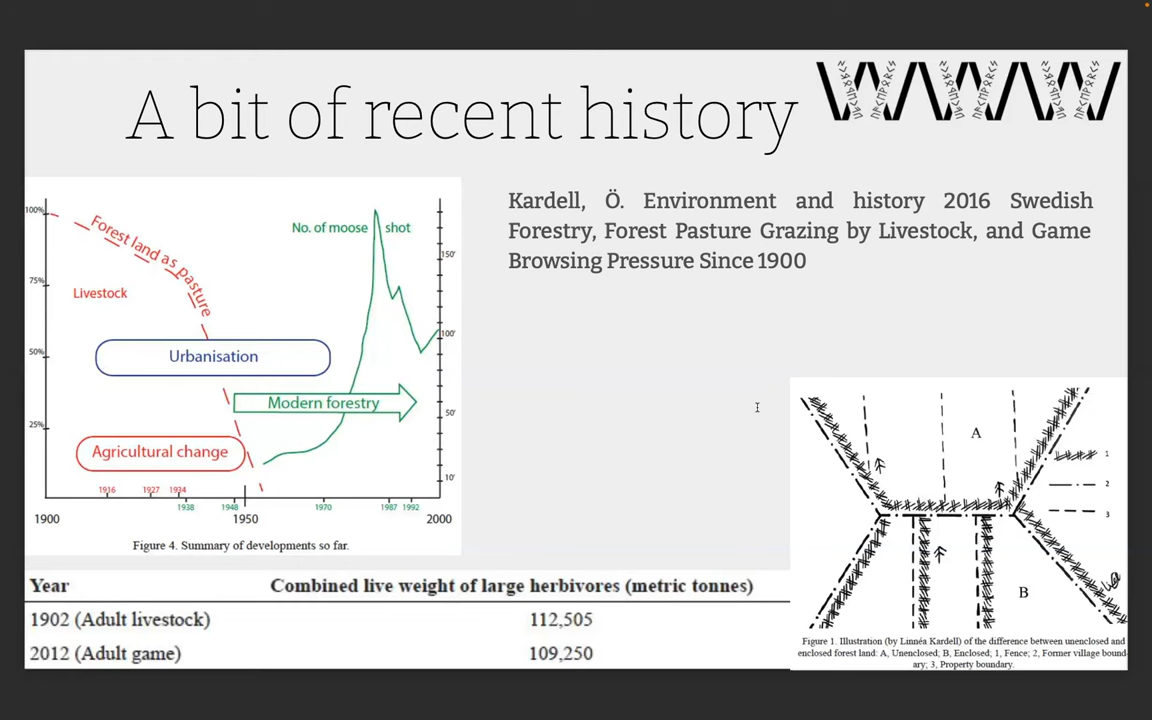 A bit of recent history
Kardell, Ö. Environment and history 2016 Swedish
Forestry, Forest Pasture Grazing by Livestock, and Game
Browsing Pressure Since 1900
100%
75%
50%
25%
Forest land as pasture
Livestock
No. of moose shot
Urbanisation
Modern forestry
Agricultural change
150'
100'
50'
10'
1916 1927 1934
1938 1948 1970 1987 1992
1900 1950 2000
Figure 4. Summary of developments so far.
A
B
1
2
3
Figure 1. Illustration (by Linnéa Kardell) of the difference between unenclosed and
enclosed forest land: A, Unenclosed; B, Enclosed; 1, Fence; 2, Former village bound-
ary; 3, Property boundary.
Year Combined live weight of large herbivores (metric tonnes)
1902 (Adult livestock) 112,505
2012 (Adult game) 109,250